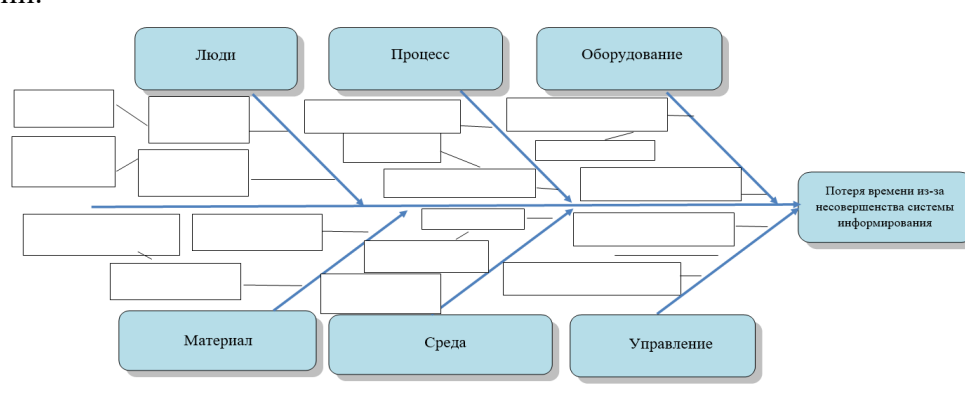 Люди
Процесс
Оборудование
Потеря времени из-за
несовершенства системы
информирования
Материал
Среда
Управление